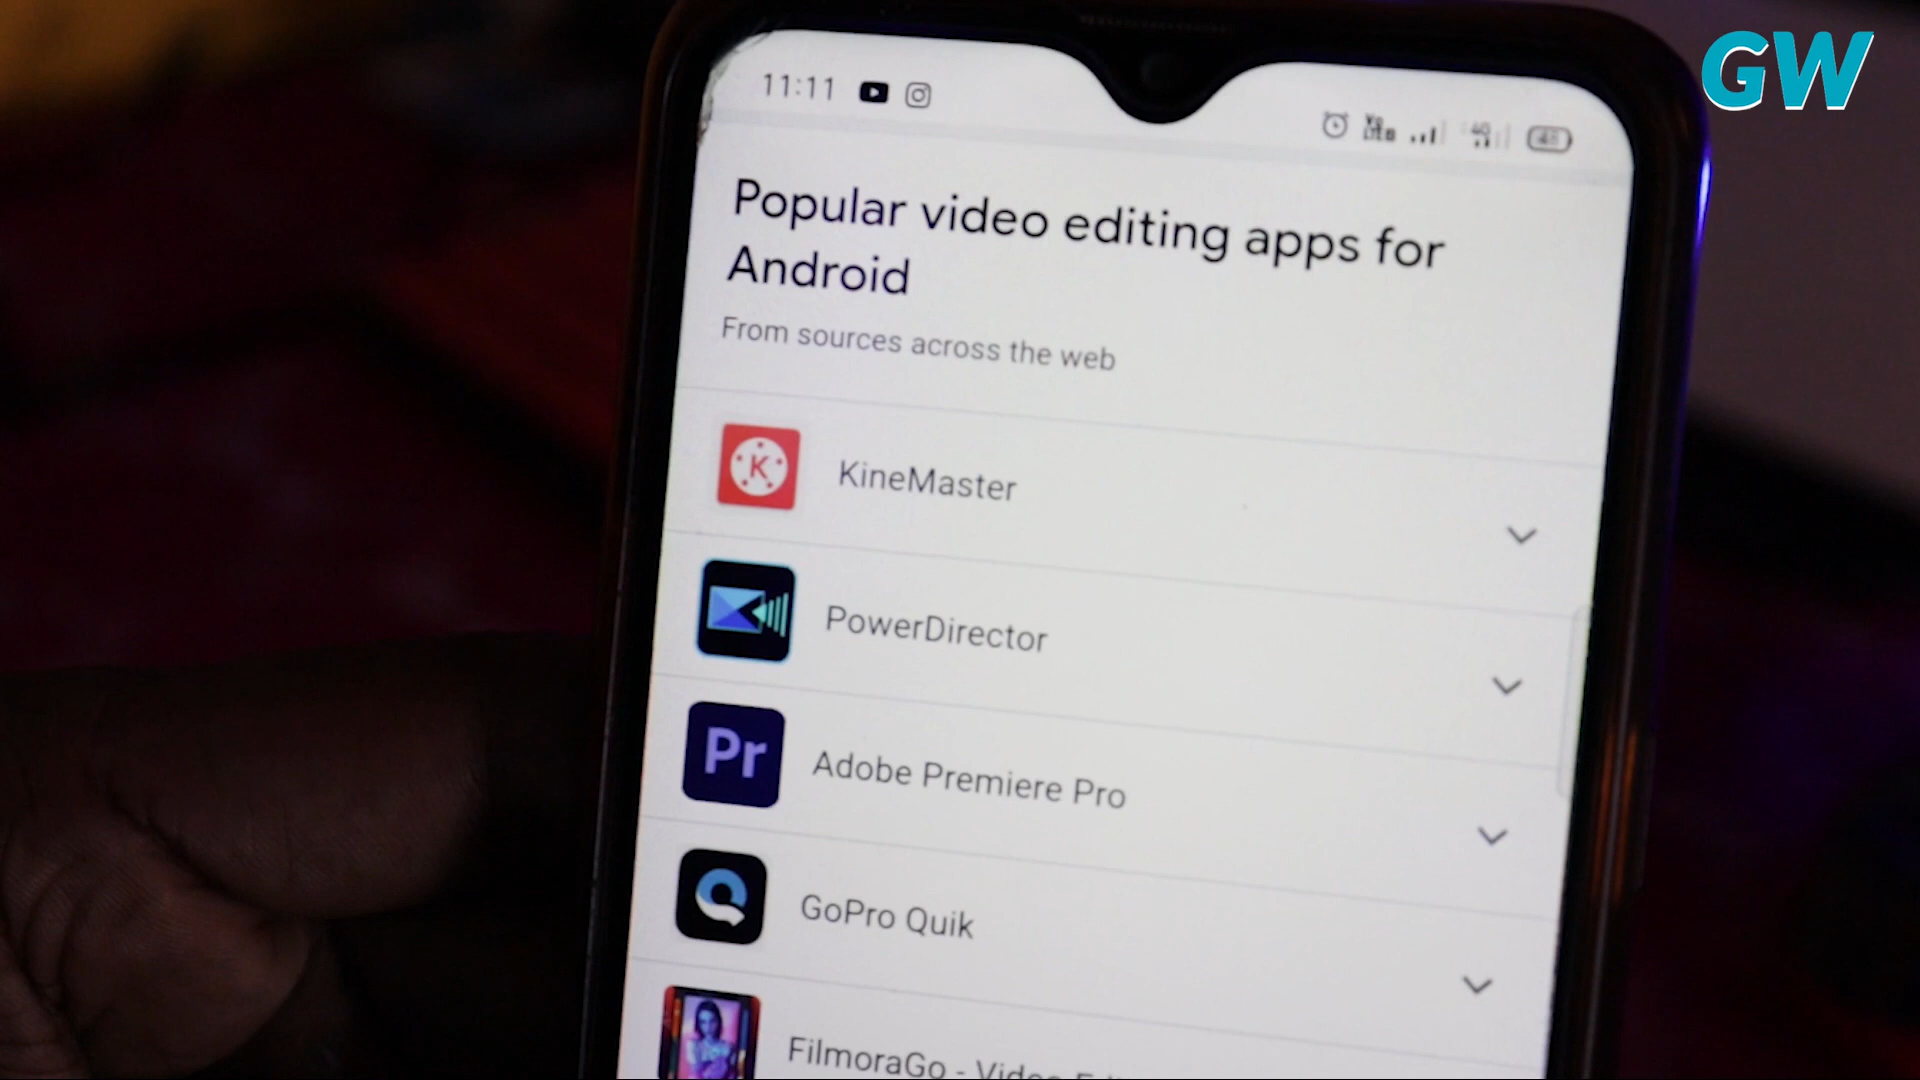 GW
11:11
Popular video editing apps for
Android
From sources across the web
K
KineMaster
PowerDirector
Pr
Adobe Premiere Pro
GoPro Quik
FilmoraGo - Video